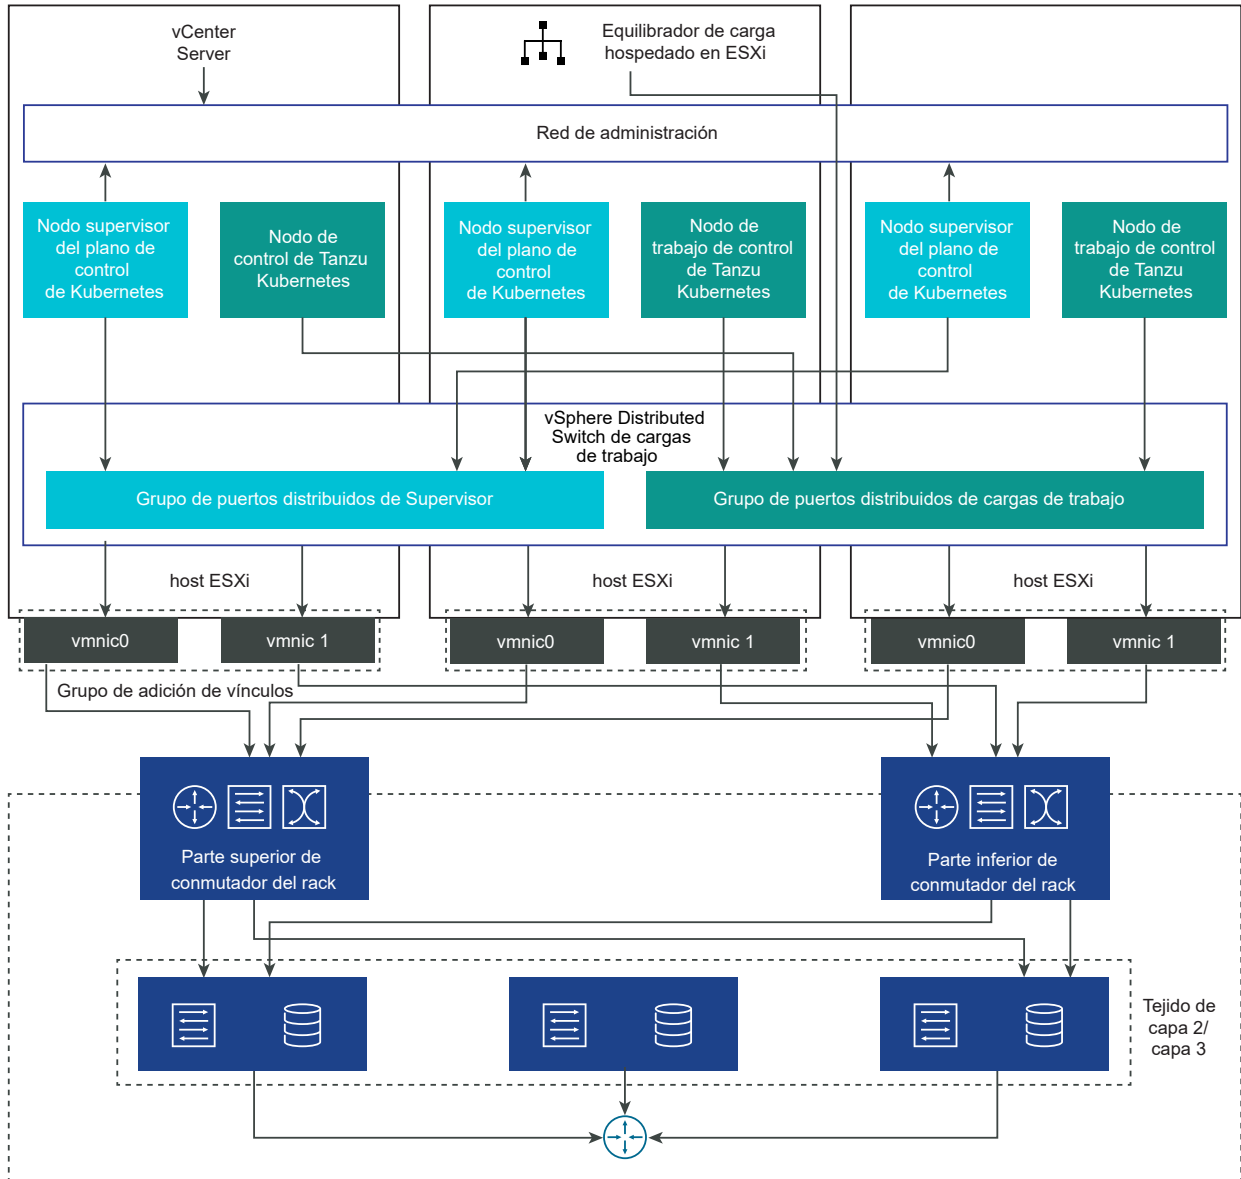 vCenter
Server
Equilibrador de carga
hospedado en ESXi
Red de administración
Nodo supervisor
del plano de
control
de Kubernetes
Nodo de
control de Tanzu
Kubernetes
Nodo supervisor
del plano de
control
de Kubernetes
Nodo de
trabajo de control
de Tanzu
Kubernetes
Nodo supervisor
del plano de
control
de Kubernetes
Nodo de
trabajo de control
de Tanzu
Kubernetes
vSphere Distributed
Switch de cargas
de trabajo
Grupo de puertos distribuidos de Supervisor
Grupo de puertos distribuidos de cargas de trabajo
host ESXi
host ESXi
host ESXi
vmnic0
vmnic 1
vmnic0
vmnic 1
vmnic0
vmnic 1
Grupo de adición de vínculos
Parte superior de
conmutador del rack
Parte inferior de
conmutador del rack
Tejido de
capa 2/
capa 3